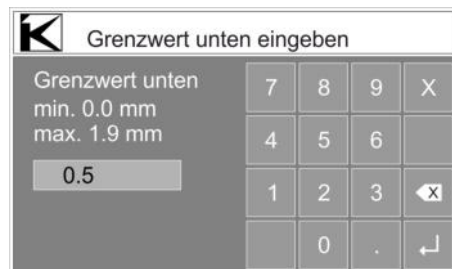 K Grenzwert unten eingeben
Grenzwert unten
min. 0.0 mm
max. 1.9 mm
0.5
7 8 9 X
4 5 6
1 2 3 X
0 .